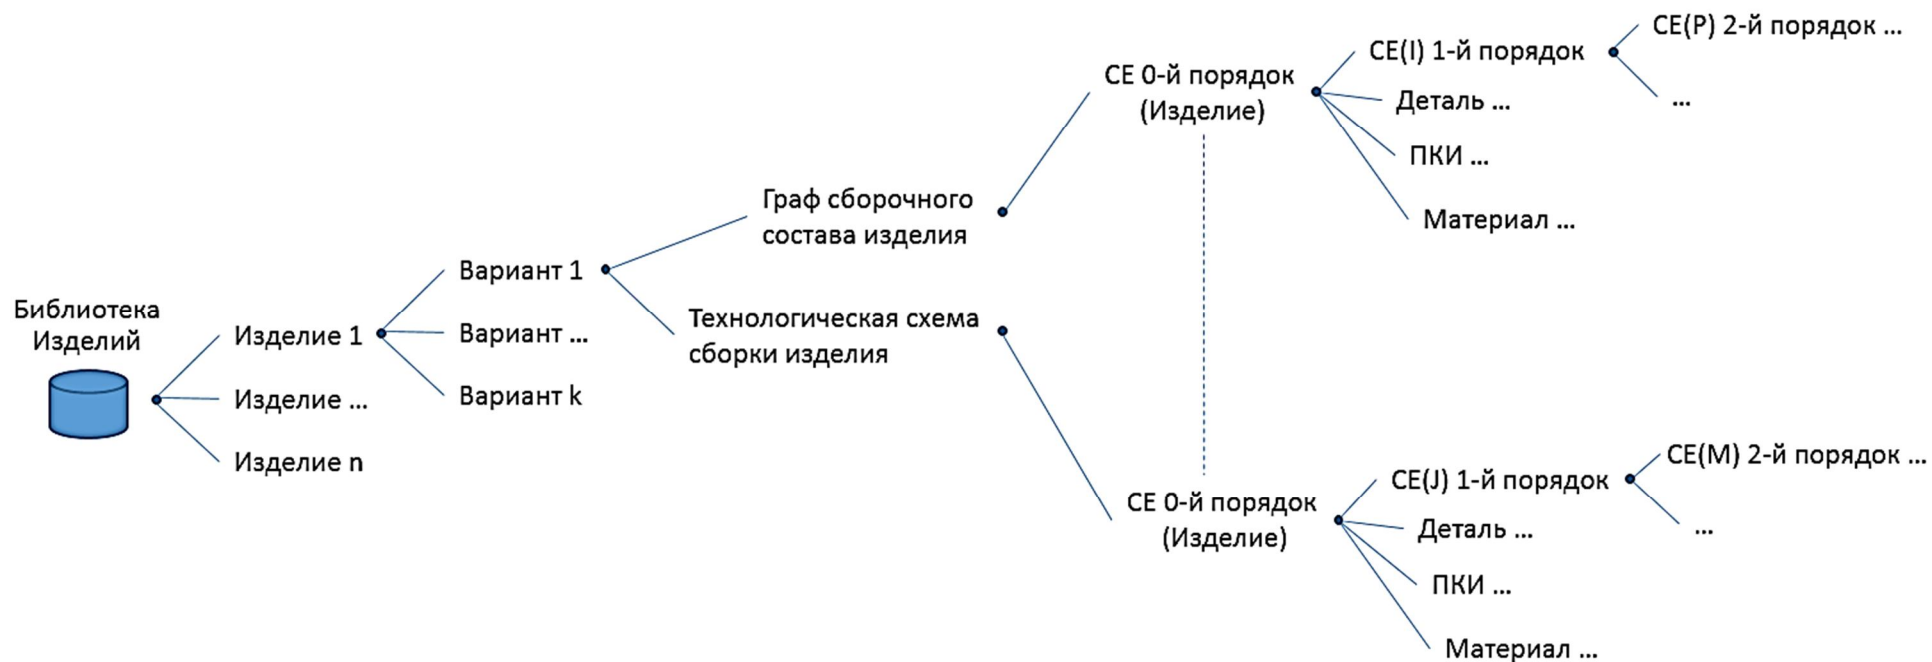 Библиотека
Изделий
Изделие 1
Изделие ...
Изделие n
Вариант 1
Вариант ...
Вариант k
Граф сборочного
состава изделия
Технологическая схема
сборки изделия
СЕ 0-й порядок
(Изделие)
СЕ(I) 1-й порядок
Деталь ...
ПКИ ...
Материал ...
СЕ(P) 2-й порядок ...
...
СЕ 0-й порядок
(Изделие)
СЕ(J) 1-й порядок
Деталь ...
ПКИ ...
Материал ...
СЕ(M) 2-й порядок ...
...